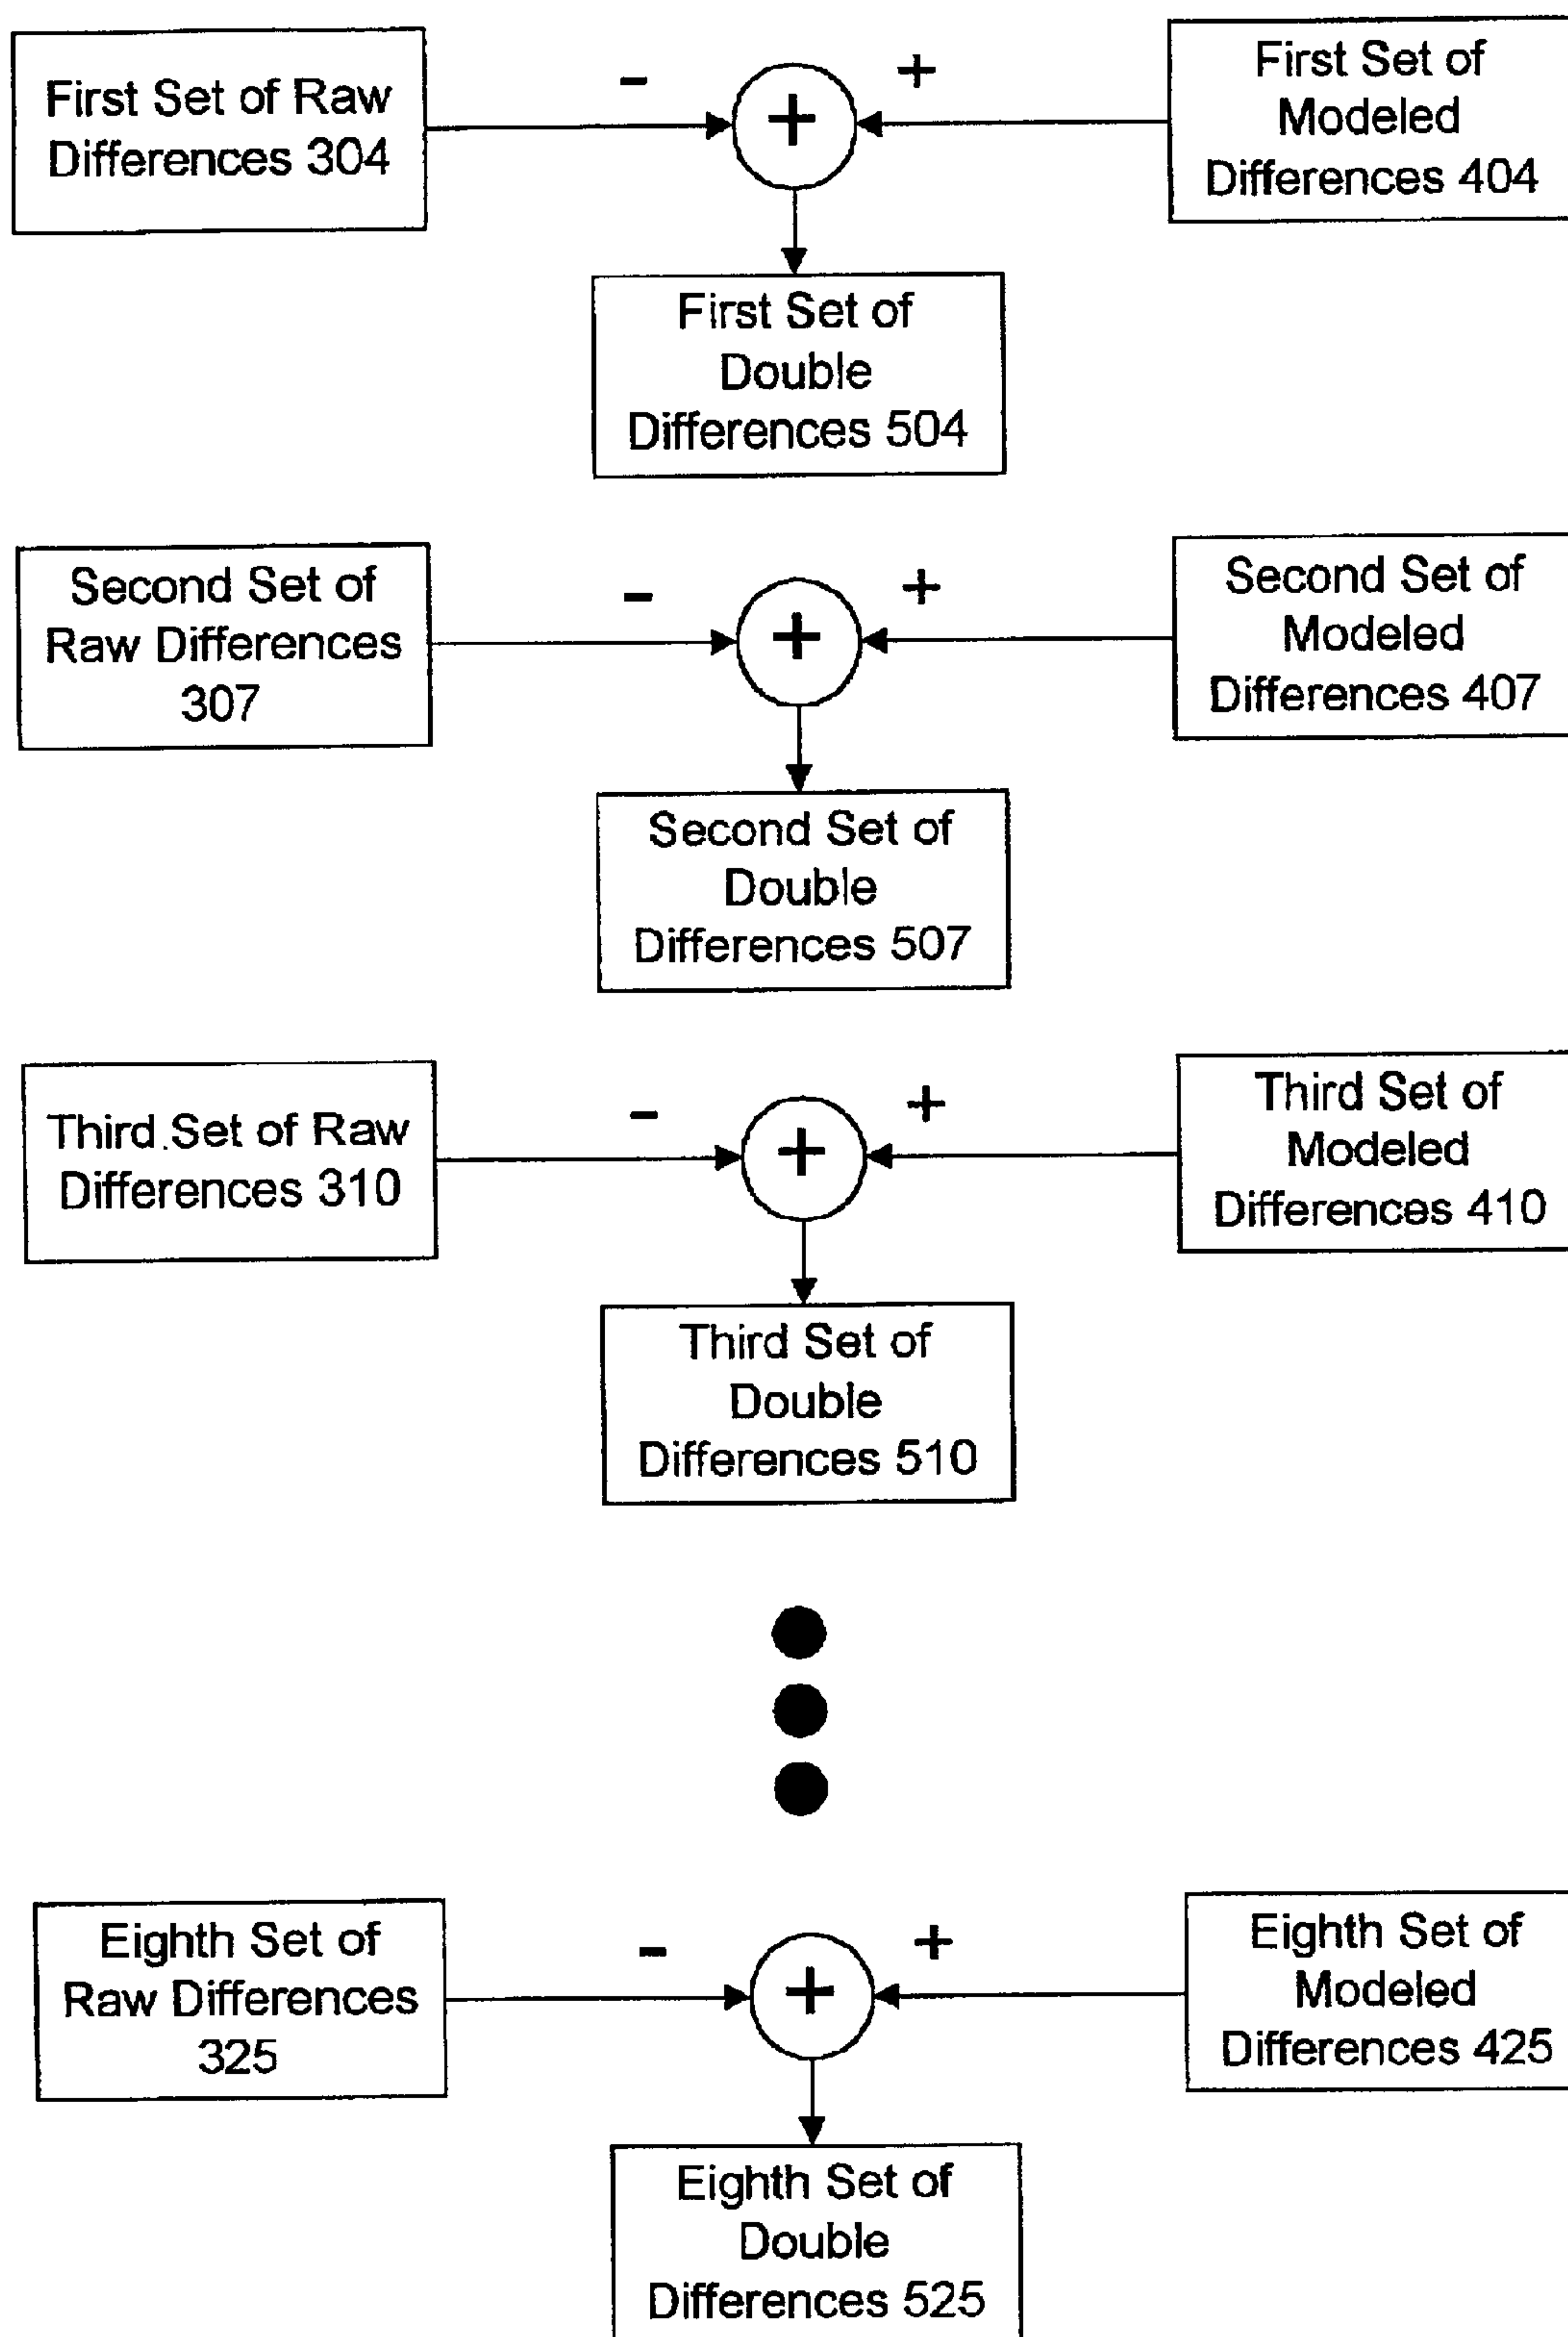 First Set of Raw
Differences 304
-
+
+
First Set of
Modeled
Differences 404
First Set of
Double
Differences 504
Second Set of
Raw Differences
307
-
+
+
Second Set of
Modeled
Differences 407
Second Set of
Double
Differences 507
Third Set of Raw
Differences 310
-
+
+
Third Set of
Modeled
Differences 410
Third Set of
Double
Differences 510
Eighth Set of
Raw Differences
325
-
+
+
Eighth Set of
Modeled
Differences 425
Eighth Set of
Double
Differences 525